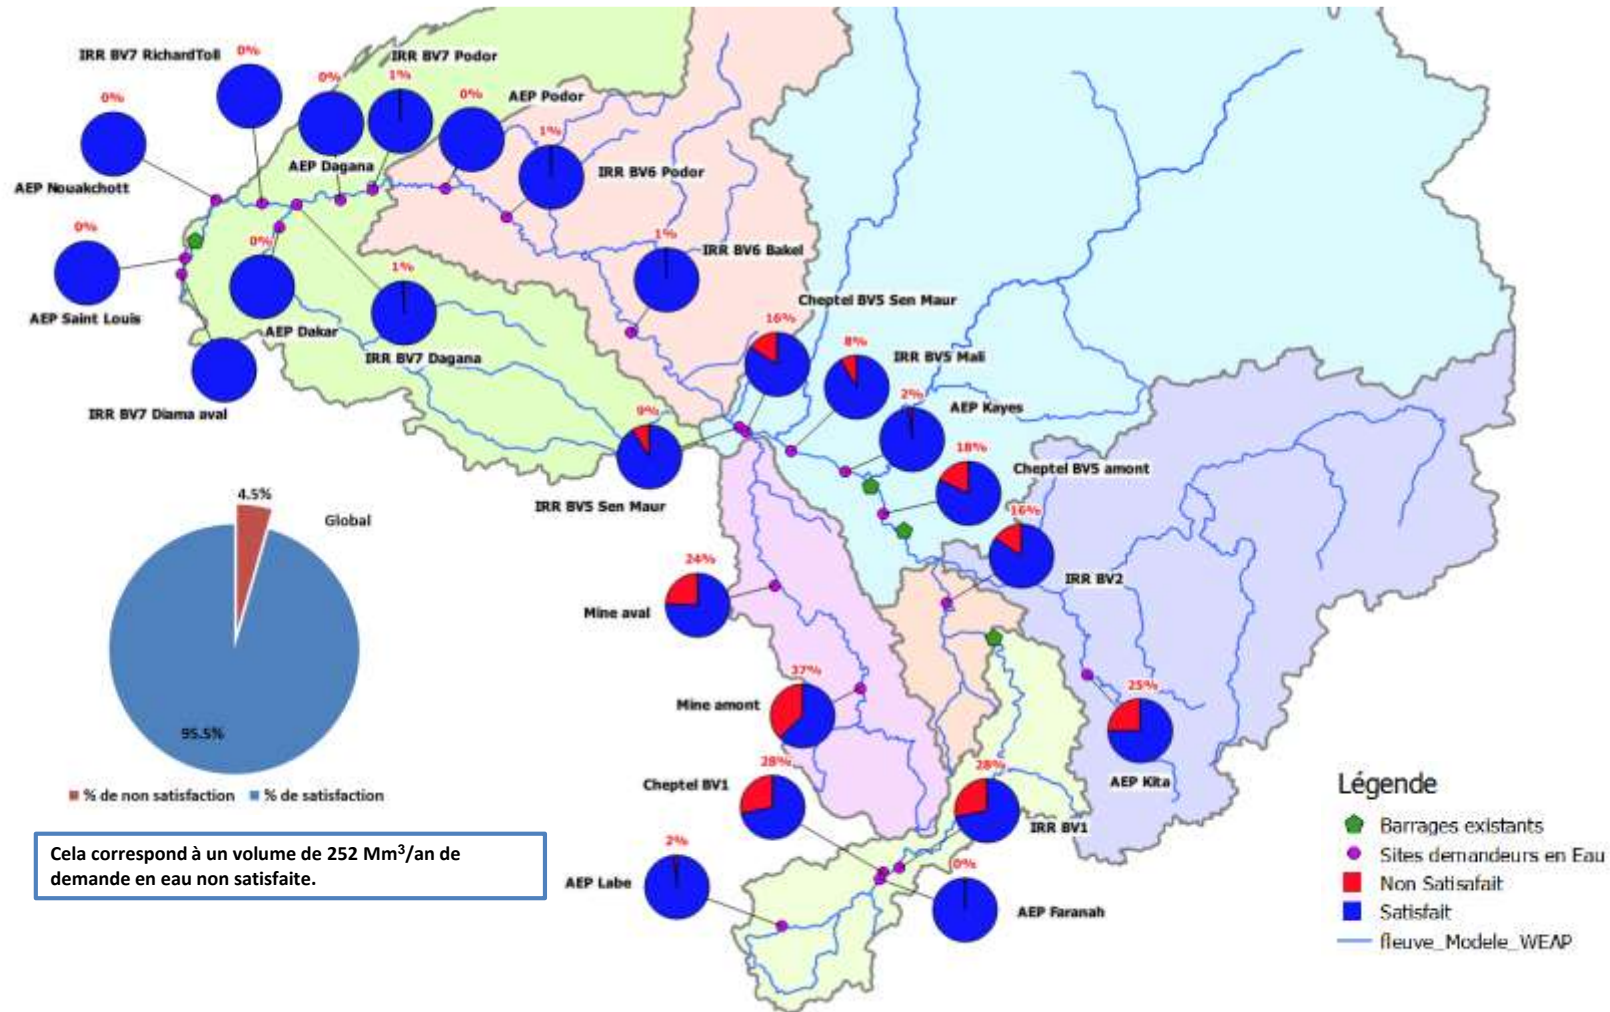 IRR BV7 RichardToll
0%
IRR BV7 Podor
0%
1%
0%
AEP Podor
0%
1%
AEP Dagana
IRR BV6 Podor
AEP Nouakchott
0%
0%
1%
1%
IRR BV6 Bakel
AEP Saint Louis
AEP Dakar
IRR BV7 Dagana
IRR BV7 Diama aval
Cheptel BV5 Sen Maur
16%
8%
IRR BV5 Mali
2%
AEP Kayes
9%
18%
Cheptel BV5 amont
IRR BV5 Sen Maur
16%
IRR BV2
4.5%
Global
95.5%
% de non satisfaction
% de satisfaction
24%
Mine aval
37%
Mine amont
25%
AEP Kita
28%
Cheptel BV1
28%
IRR BV1
2%
AEP Labe
0%
AEP Faranah
Cela correspond à un volume de 252 Mm³/an de
demande en eau non satisfaite.
Légende
Barrages existants
Sites demandeurs en Eau
Non Satisafait
Satisfait
fleuve_Modele_WEAP